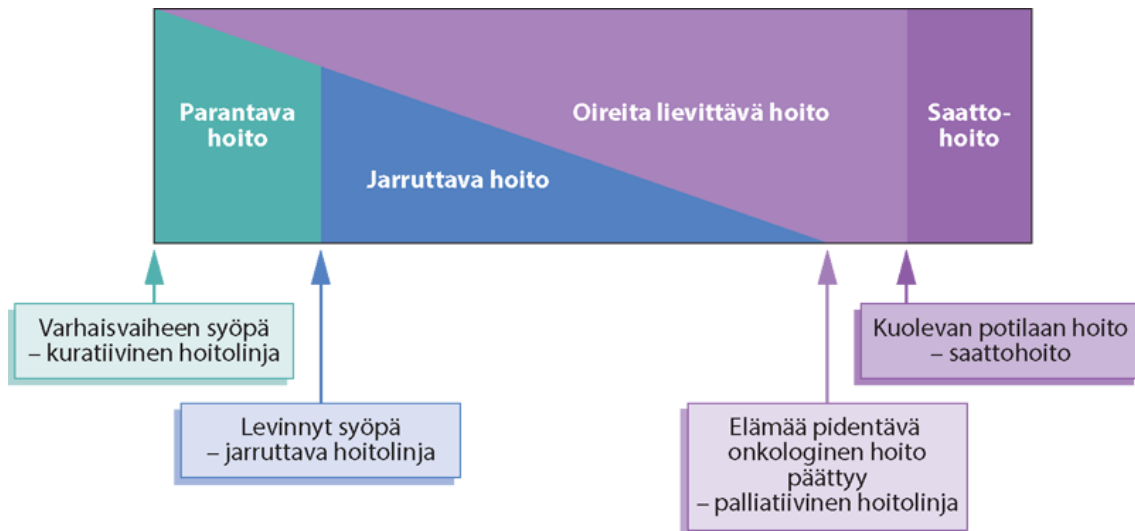 Parantava
hoito
Jarruttava hoito
Oireita lievittävä hoito
Saatto-
hoito
Varhaisvaiheen syöpä
– kuratiivinen hoitolinja
Levinnyt syöpä
– jarruttava hoitolinja
Elämää pidentävä
onkologinen hoito
päättyy
– palliatiivinen hoitolinja
Kuolevan potilaan hoito
– saattohoito